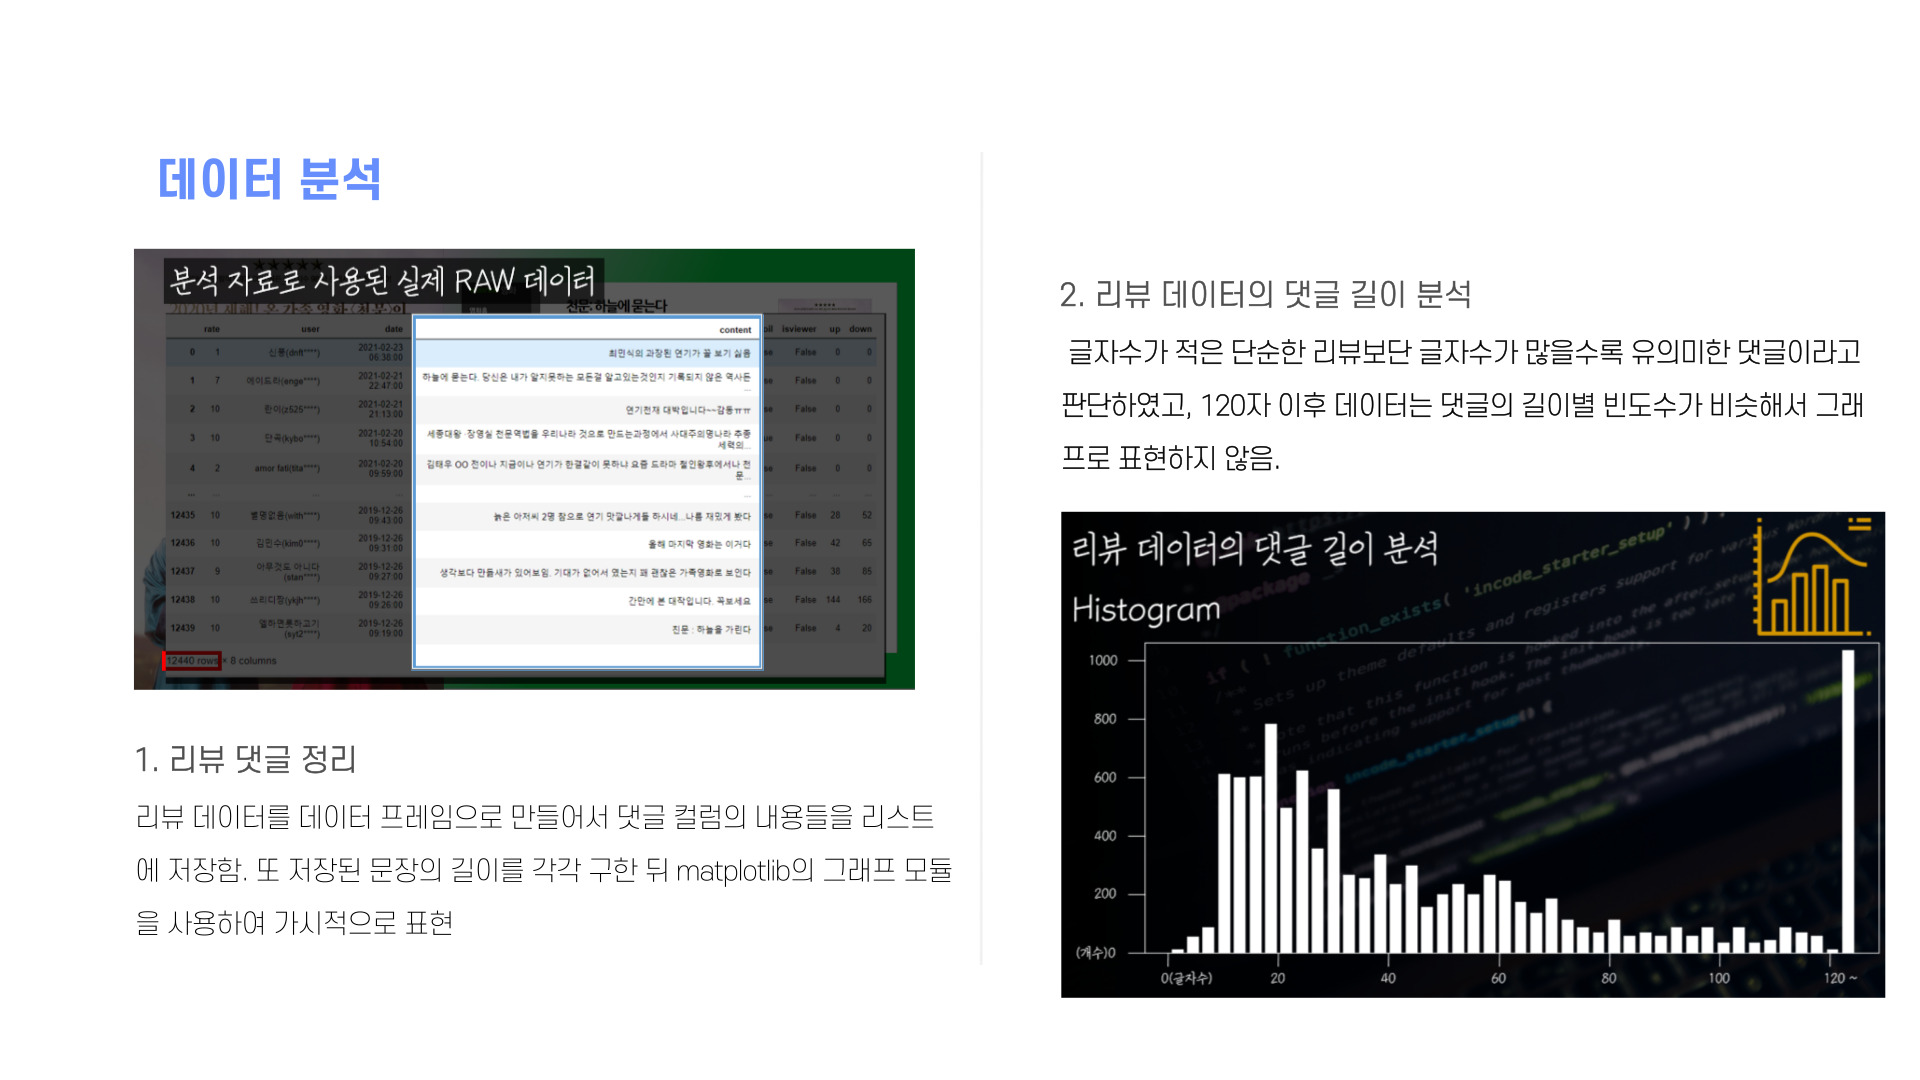 데이터 분석
분석 자료로 사용된 실제 RAW 데이터
천문: 하늘에 묻는다
rate user date content isviewer up down
0 1 신룡(dnft****) 2021-02-23 06:38:00 최민식의 과장된 연기가 꼴 보기 싫음 False 0 0
1 7 에이드라(enge****) 2021-02-21 22:47:00 하늘에 묻는다. 당신은 내가 알지못하는 모든걸 알고있는것인지 기록되지 않은 역사든 ... False 0 0
2 10 란이(z525****) 2021-02-21 21:13:00 연기천재 대박입니다~~감동ㅠㅠ False 0 0
3 10 단곡(kybo****) 2021-02-20 10:54:00 세종대왕 ·장영실 천문역법을 우리나라 것으로 만드는과정에서 사대주의명나라 추종 세력의... False 0 0
4 2 amor fati(tita****) 2021-02-20 09:59:00 김태우 OO 전이나 지금이나 연기가 한결같이 못하냐 요즘 드라마 철인왕후에서나 천문... False 0 0
... ... ... ... ... ... ... ...
12435 10 별명없음(with****) 2019-12-26 09:43:00 늙은 아저씨 2명 참으로 연기 맛깔나게들 하시네...나름 재밌게 봤다 False 28 52
12436 10 김민수(kim0****) 2019-12-26 09:31:00 올해 마지막 영화는 이거다 False 42 65
12437 9 아무것도 아니다(stan****) 2019-12-26 09:27:00 생각보다 만듦새가 있어보임. 기대가 없어서 였는지 꽤 괜찮은 가족영화로 보인다 False 38 85
12438 10 쓰리디정(ykjh****) 2019-12-26 09:26:00 간만에 본 대작입니다. 꼭보세요 False 144 166
12439 10 (syt2****) 2019-12-26 09:19:00 천문 : 하늘을 가린다 False 4 20
12440 rows × 8 columns
1. 리뷰 댓글 정리
리뷰 데이터를 데이터 프레임으로 만들어서 댓글 컬럼의 내용들을 리스트
에 저장함. 또 저장된 문장의 길이를 각각 구한 뒤 matplotlib의 그래프 모듈
을 사용하여 가시적으로 표현
2. 리뷰 데이터의 댓글 길이 분석
글자수가 적은 단순한 리뷰보단 글자수가 많을수록 유의미한 댓글이라고
판단하였고, 120자 이후 데이터는 댓글의 길이별 빈도수가 비슷해서 그래
프로 표현하지 않음.
리뷰 데이터의 댓글 길이 분석
Histogram
1000
800
600
400
200
(개수)0
0(글자수) 20 40 60 80 100 120 ~